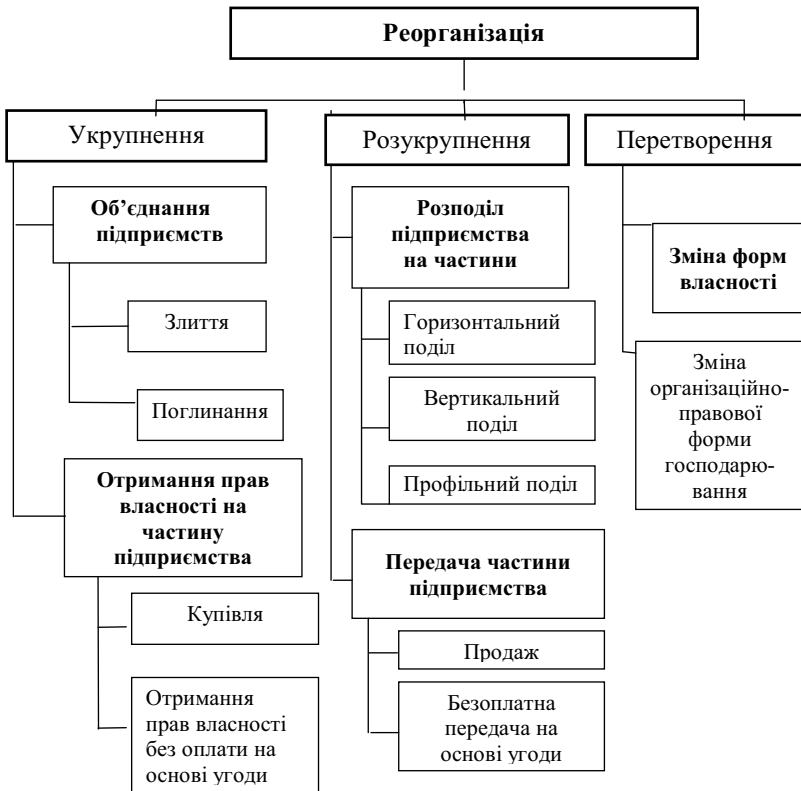 Реорганізація
Укрупнення
Розукрупнення
Перетворення
Об’єднання
підприємств
Злиття
Поглинання
Отримання прав
власності на
частину
підприємства
Купівля
Отримання
прав власності
без оплати на
основі угоди
Розподіл
підприємства
на частини
Горизонтальний
поділ
Вертикальний
поділ
Профільний поділ
Передача частини
підприємства
Продаж
Безоплатна
передача на
основі угоди
Зміна форм
власності
Зміна
організаційно-
правової
форми
господарю-
вання